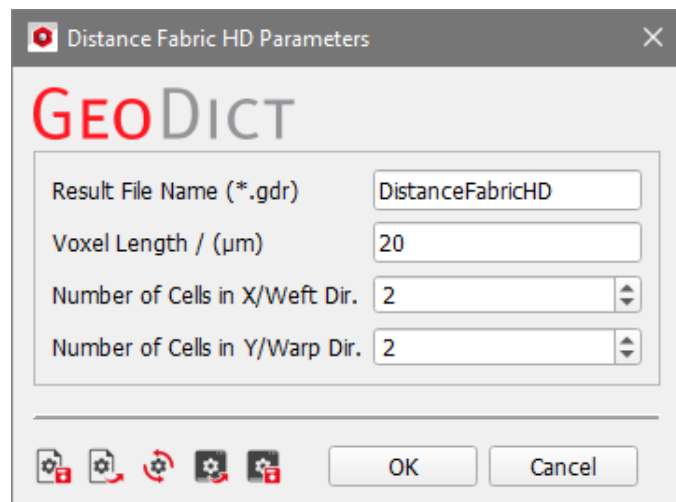 Distance Fabric HD Parameters
GEODICT
Result File Name (*.gdr) DistanceFabricHD
Voxel Length / (µm) 20
Number of Cells in X/Weft Dir. 2
Number of Cells in Y/Warp Dir. 2
OK Cancel